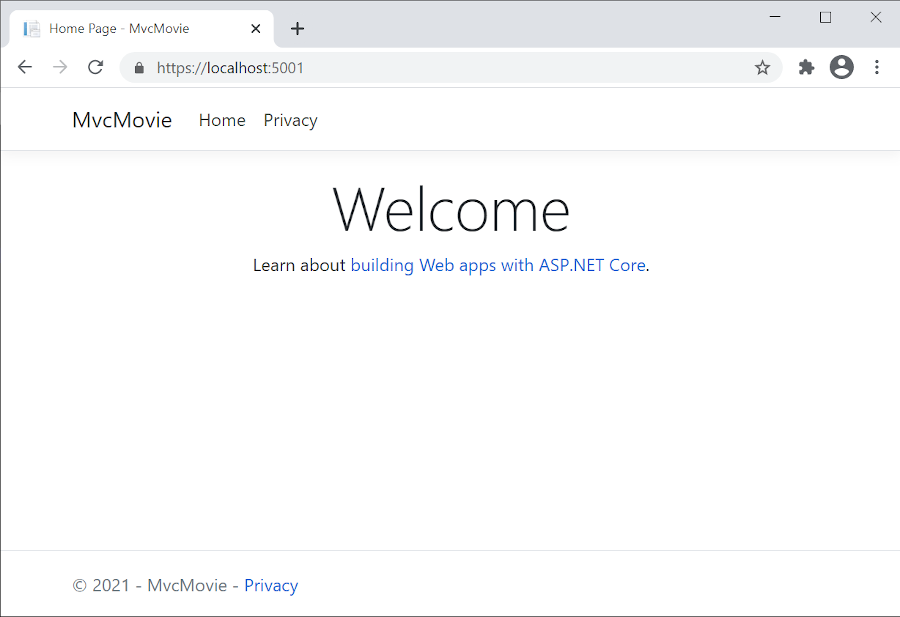 Home Page - MvcMovie
https://localhost:5001
MvcMovie Home Privacy
Welcome
Learn about building Web apps with ASP.NET Core.
© 2021 - MvcMovie - Privacy